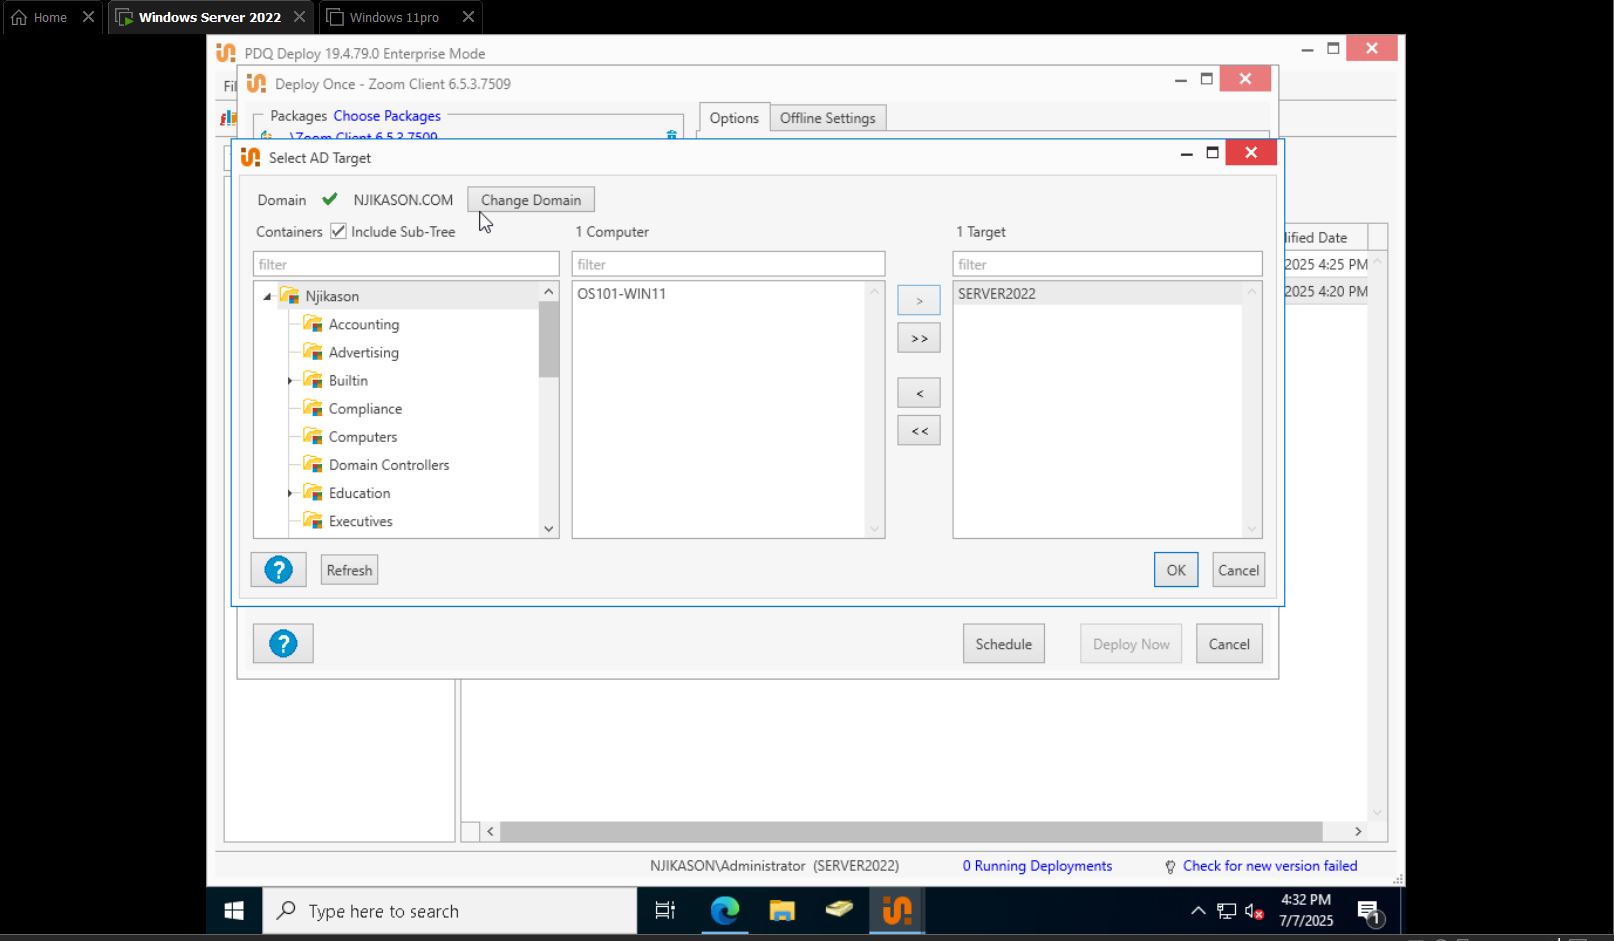 Home
Windows Server 2022
Windows 11pro
PDQ Deploy 19.4.79.0 Enterprise Mode
Deploy Once - Zoom Client 6.5.3.7509
Packages Choose Packages
Options
Offline Settings
..\Zoom Client 6.5.3.7509
Select AD Target
Domain NJIKASON.COM Change Domain
Containers Include Sub-Tree
1 Computer
1 Target
filter
filter
filter
Njikason
Accounting
Advertising
Builtin
Compliance
Computers
Domain Controllers
Education
Executives
OS101-WIN11
>
>>
<
<<
SERVER2022
2025 4:25 PM
2025 4:20 PM
? Refresh
OK Cancel
? Schedule Deploy Now Cancel
NJIKASON\Administrator (SERVER2022) 0 Running Deployments Check for new version failed
Type here to search
4:32 PM
7/7/2025
1